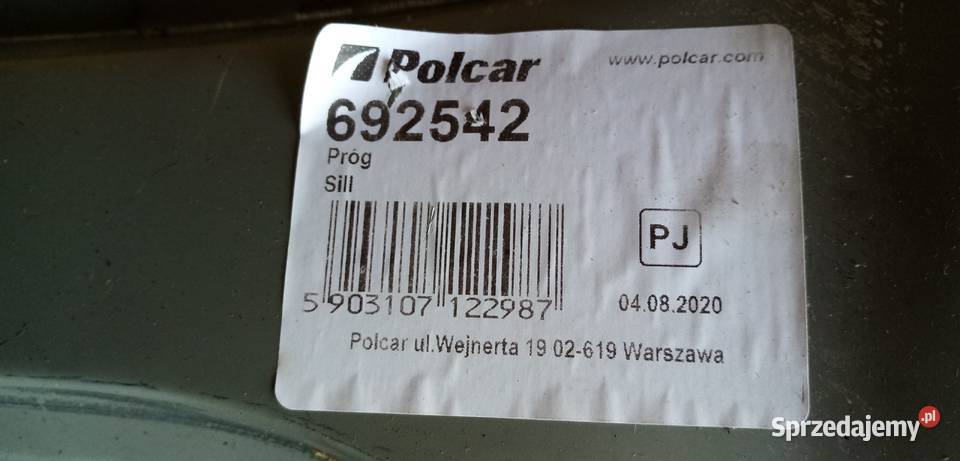 Polcar
www.polcar.com
692542
Próg
Sill
PJ
5 903107 122987
04.08.2020
Polcar ul.Wejnerta 19 02-619 Warszawa
Sprzedajemy.pl